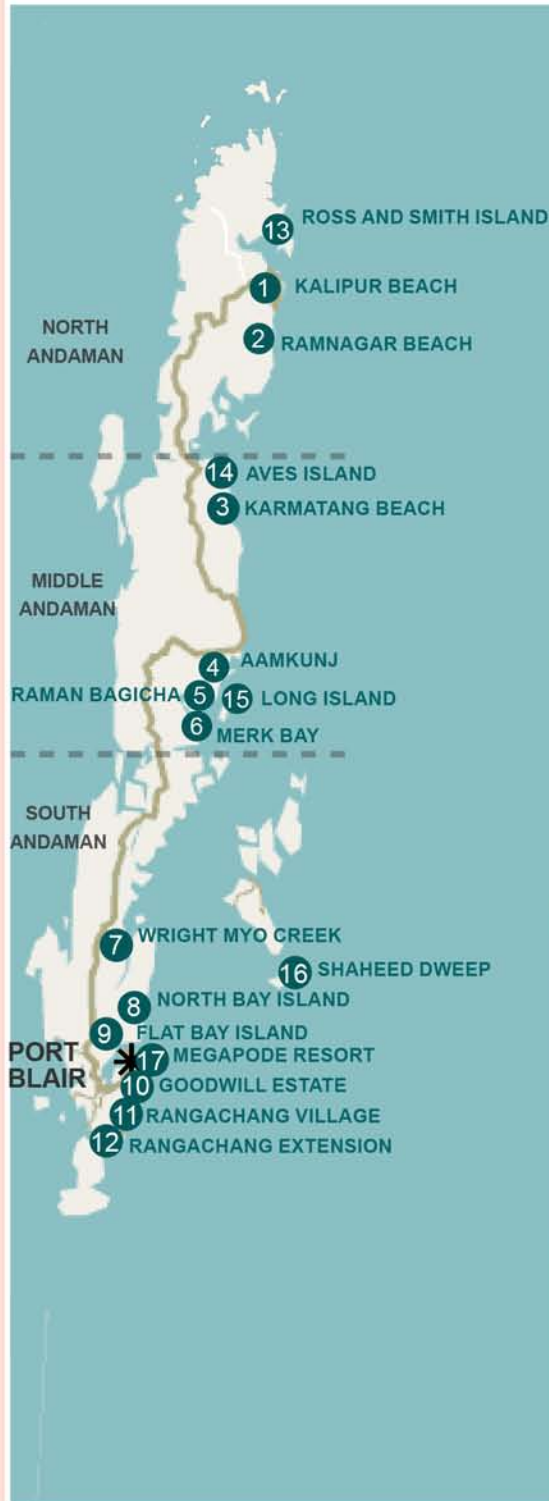 13 ROSS AND SMITH ISLAND
1 KALIPUR BEACH
NORTH
ANDAMAN
2 RAMNAGAR BEACH
14 AVES ISLAND
3 KARMATANG BEACH
MIDDLE
ANDAMAN
4 AAMKUNJ
RAMAN BAGICHA 5
15 LONG ISLAND
6 MERK BAY
SOUTH
ANDAMAN
7 WRIGHT MYO CREEK
16 SHAHEED DWEEP
8 NORTH BAY ISLAND
9 FLAT BAY ISLAND
PORT
BLAIR
17 MEGAPODE RESORT
10 GOODWILL ESTATE
11 RANGACHANG VILLAGE
12 RANGACHANG EXTENSION